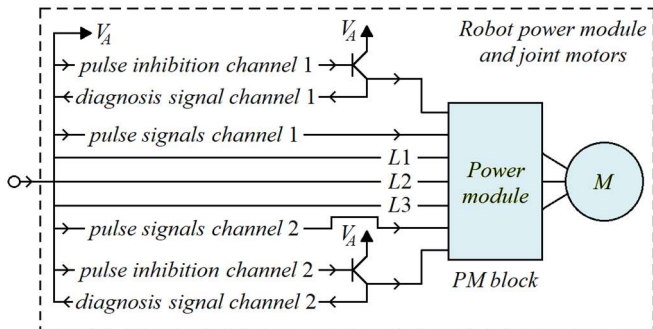 V_A
V_A
Robot power module
and joint motors
pulse inhibition channel 1
diagnosis signal channel 1
pulse signals channel 1
L1
L2
L3
Power
module
M
pulse signals channel 2
V_A
pulse inhibition channel 2
PM block
diagnosis signal channel 2